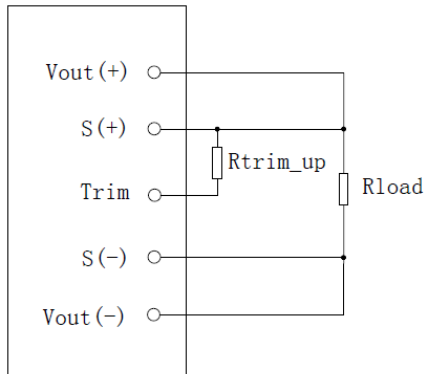 Vout(+)
S(+)
Rtrim_up
Trim
Rload
S(-)
Vout(-)